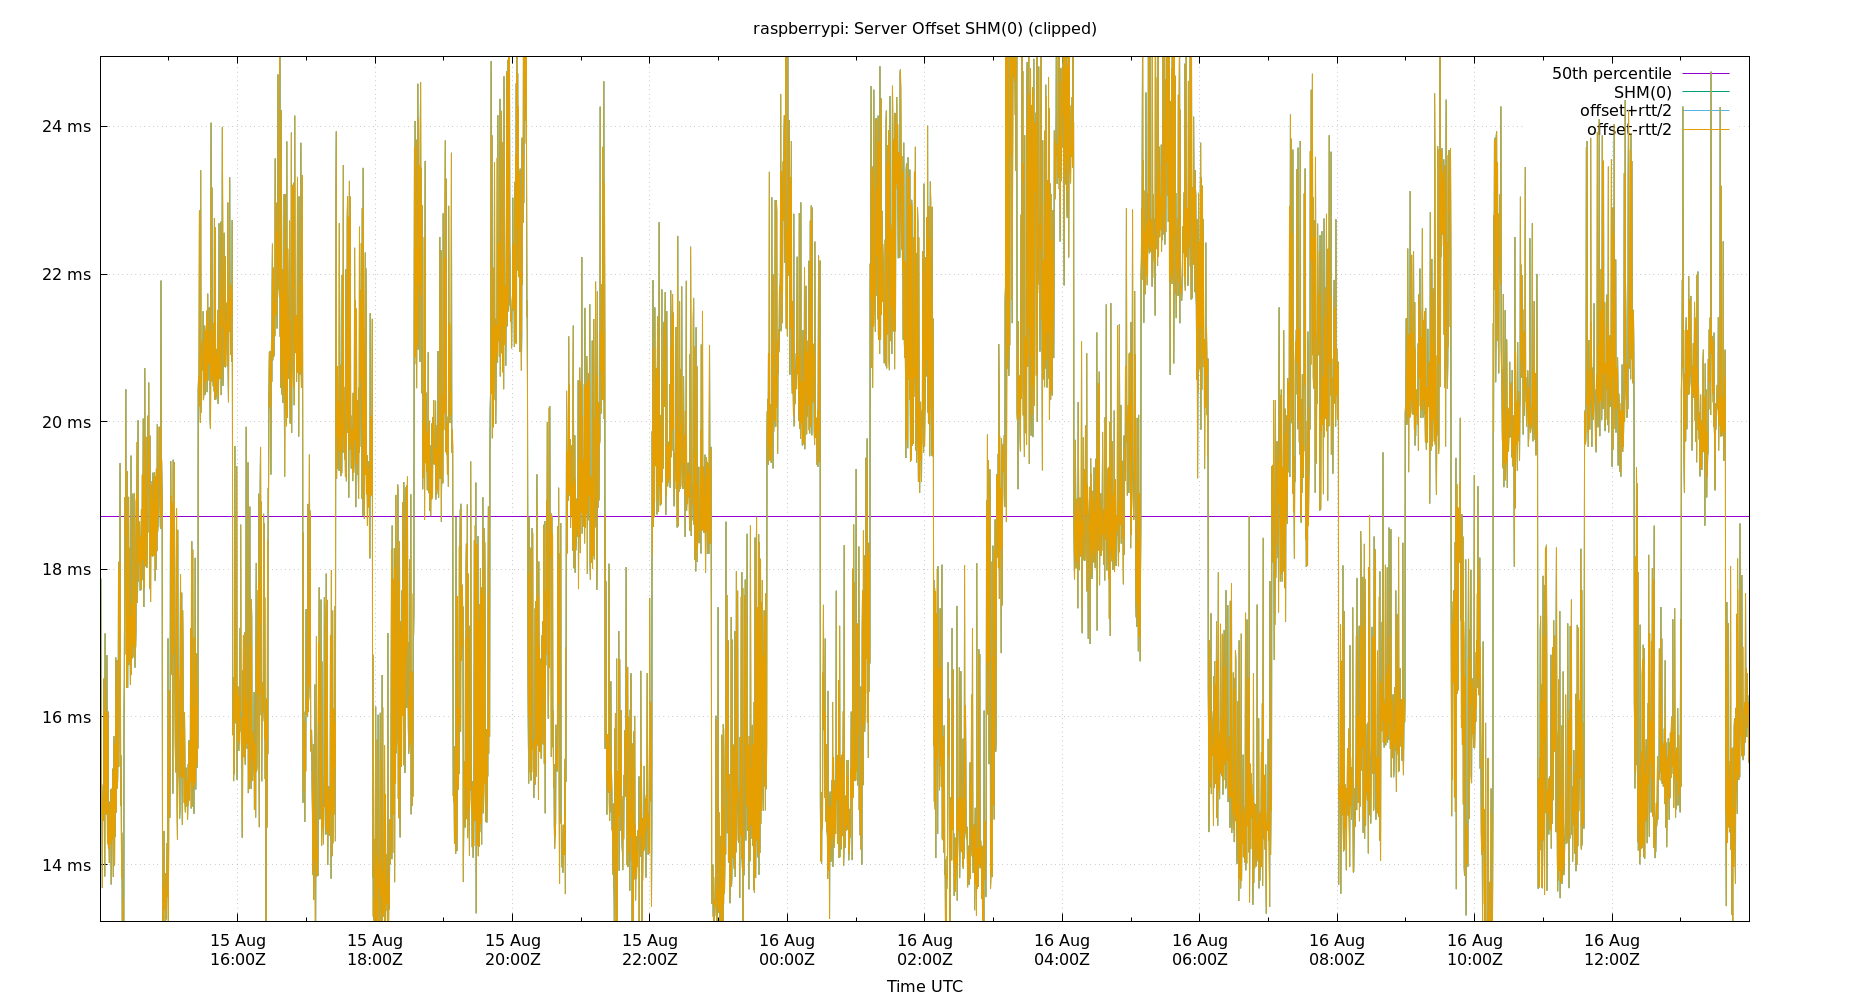 raspberrypi: Server Offset SHM(0) (clipped)
50th percentile
SHM(0)
offset+rtt/2
offset-rtt/2
24 ms
22 ms
20 ms
18 ms
16 ms
14 ms
15 Aug 15 Aug 15 Aug 15 Aug 16 Aug 16 Aug 16 Aug 16 Aug 16 Aug 16 Aug 16 Aug
16:00Z 18:00Z 20:00Z 22:00Z 00:00Z 02:00Z 04:00Z 06:00Z 08:00Z 10:00Z 12:00Z
Time UTC